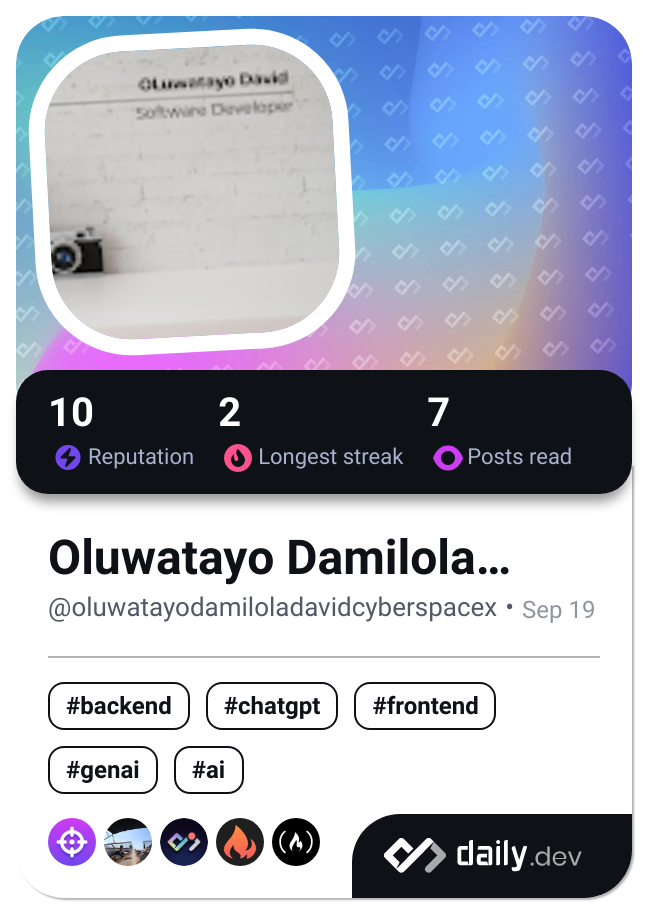 OLuwatayo David
Software Developer
10 2 7
Reputation Longest streak Posts read
Oluwatayo Damilola…
@oluwatayodamiloladavidcyberspacex • Sep 19
#backend #chatgpt #frontend
#genai #ai
daily.dev